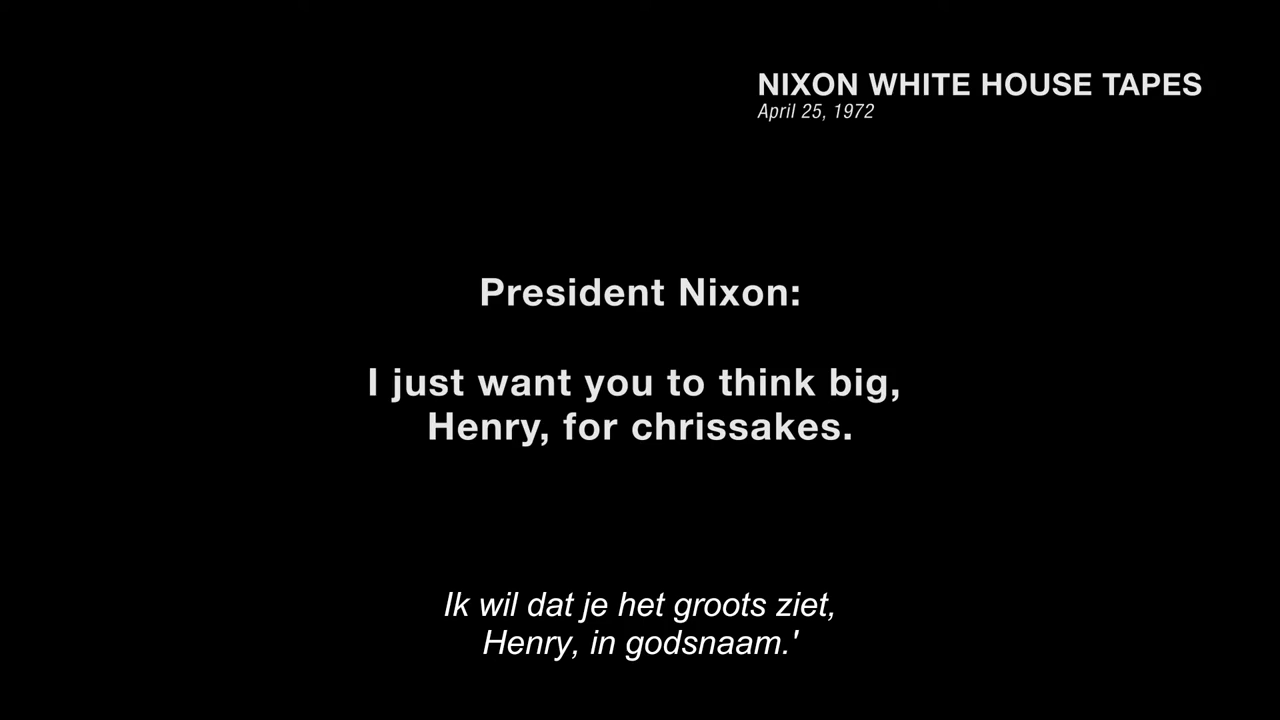 NIXON WHITE HOUSE TAPES
April 25, 1972
President Nixon:
I just want you to think big,
Henry, for chrissakes.
Ik wil dat je het groots ziet,
Henry, in godsnaam.'